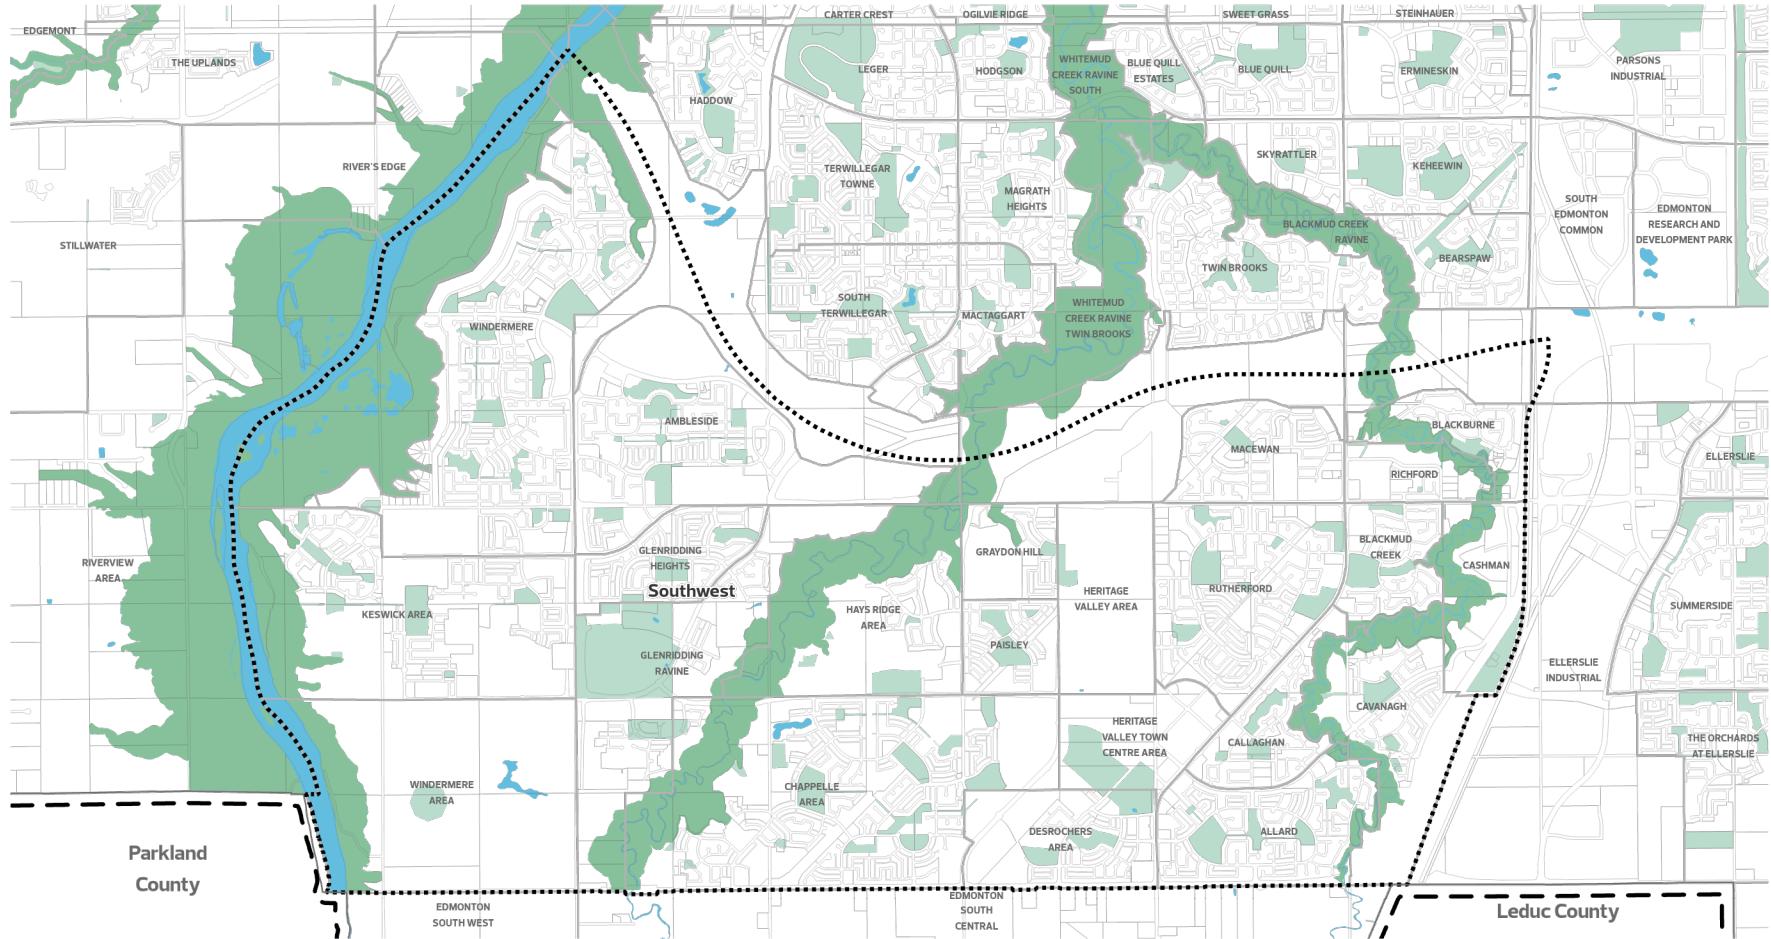 CARTER CREST
OGILVIE RIDGE
SWEET GRASS
STEINHAUER
EDGEMONT
THE UPLANDS
LEGER
HODGSON
WHITEMUD
CREEK RAVINE
SOUTH
BLUE QUILL
ESTATES
BLUE QUILL
ERMINESKIN
PARSONS
INDUSTRIAL
HADDOW
RIVER'S EDGE
TERWILLEGAR
TOWNE
MAGRATH
HEIGHTS
SKYRATTLER
KEHEEWIN
STILLWATER
SOUTH
EDMONTON
COMMON
EDMONTON
RESEARCH AND
DEVELOPMENT PARK
BLACKMUD CREEK
RAVINE
TWIN BROOKS
BEARSPAW
WINDERMERE
SOUTH
TERWILLEGAR
MACTAGGART
WHITEMUD
CREEK RAVINE
TWIN BROOKS
AMBLESIDE
MACEWAN
BLACKBURNE
RICHFORD
ELLERSLIE
RIVERVIEW
AREA
GLENRIDDING
HEIGHTS
Southwest
GRAYDON HILL
BLACKMUD
CREEK
CASHMAN
KESWICK AREA
HAYS RIDGE
AREA
HERITAGE
VALLEY AREA
RUTHERFORD
SUMMERSIDE
GLENRIDDING
RAVINE
PAISLEY
ELLERSLIE
INDUSTRIAL
CAVANAGH
HERITAGE
VALLEY TOWN
CENTRE AREA
CALLAGHAN
THE ORCHARDS
AT ELLERSLIE
WINDERMERE
AREA
CHAPPELLE
AREA
DESROCHERS
AREA
ALLARD
Parkland
County
EDMONTON
SOUTH WEST
EDMONTON
SOUTH
CENTRAL
Leduc County